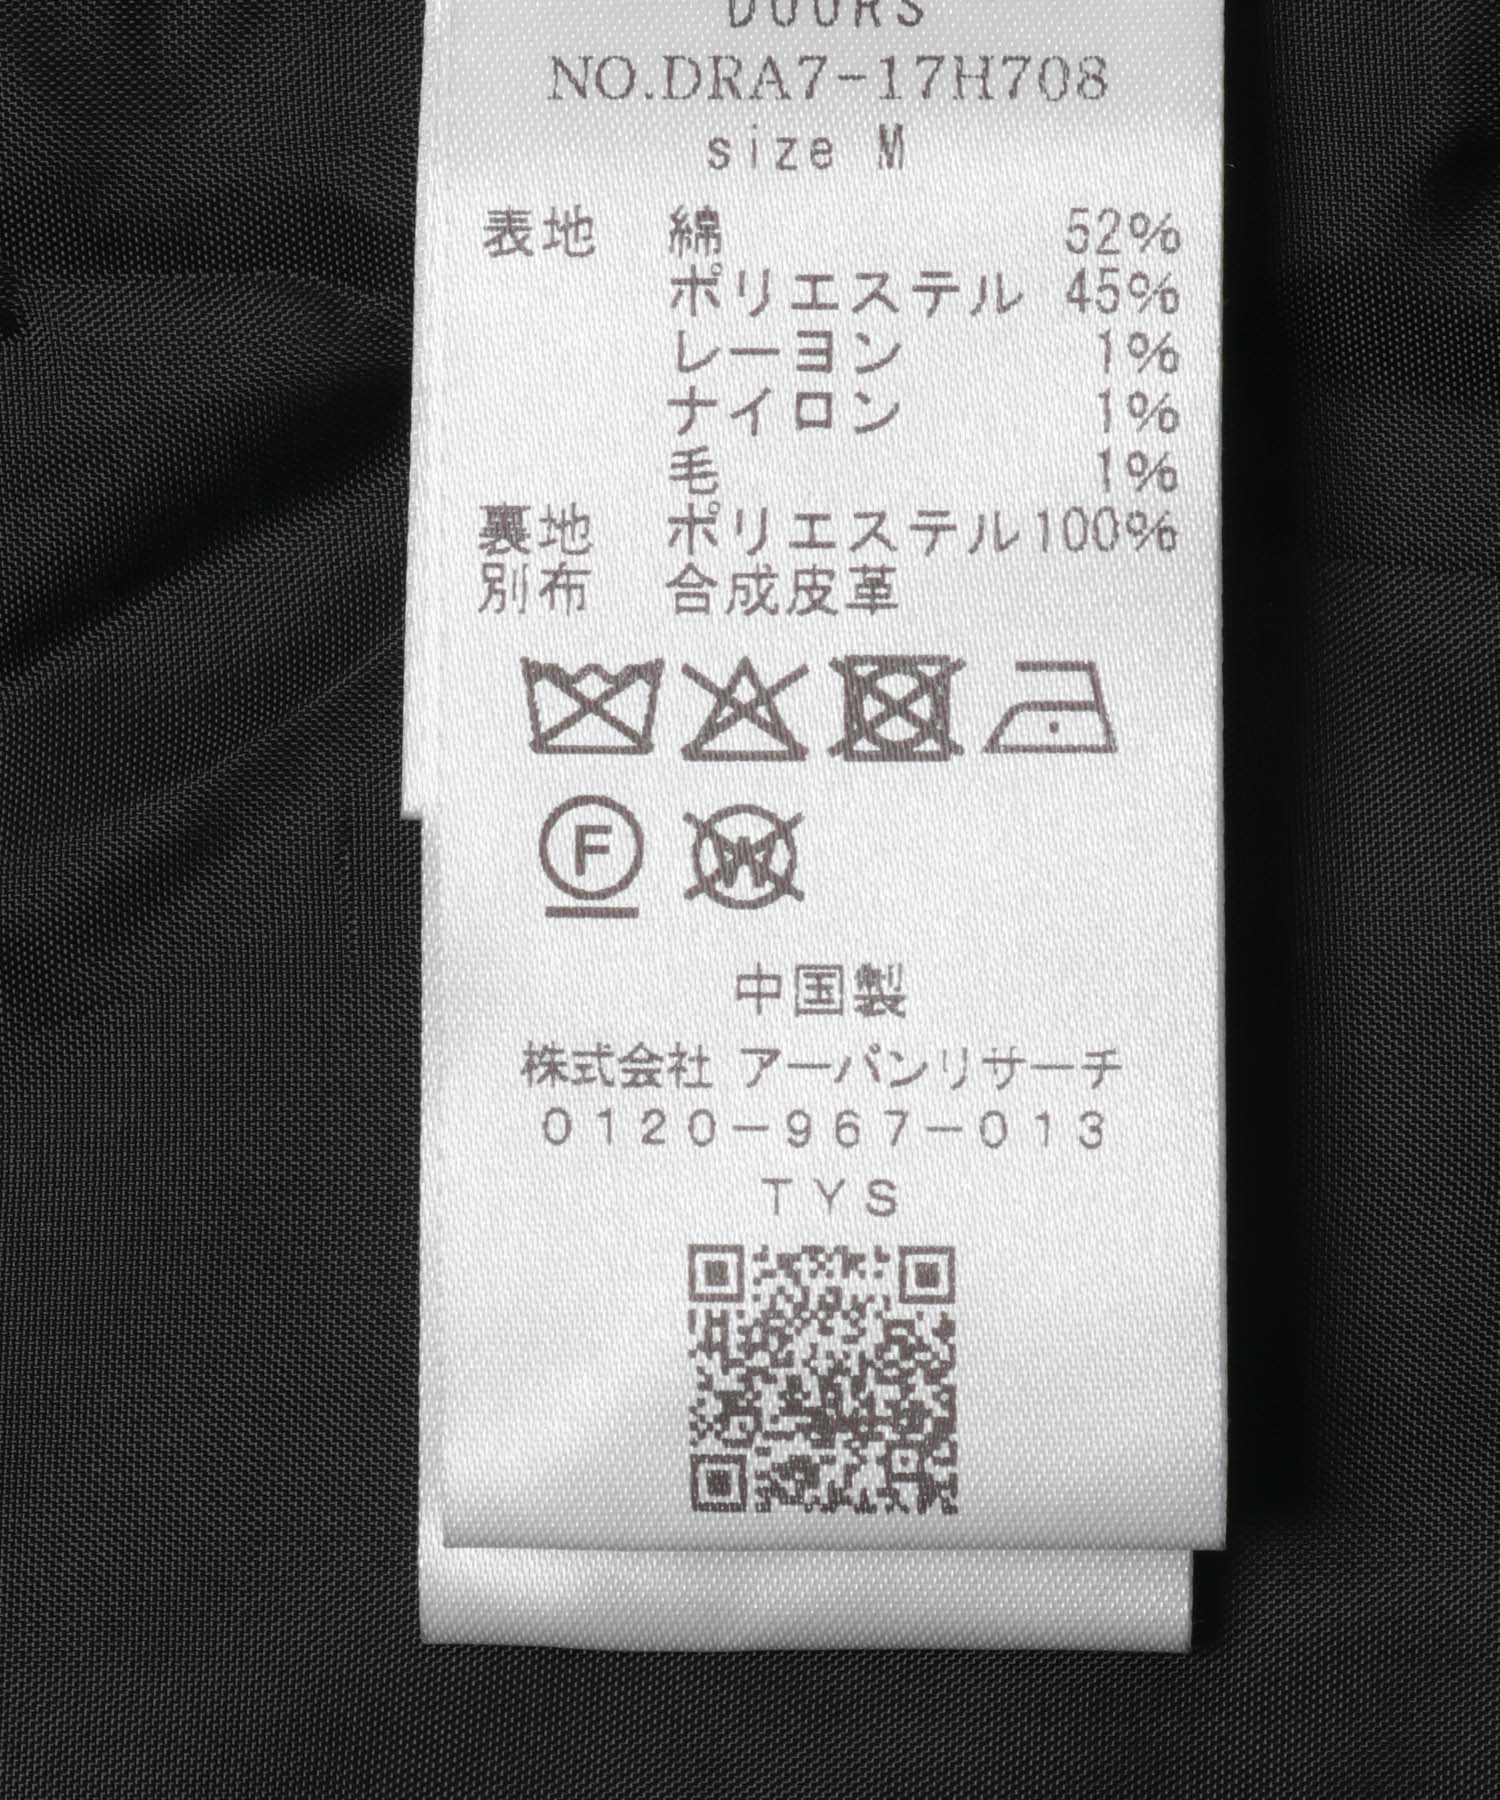 DOORS
NO.DRA7-17H708
size M
表地 綿 52%
ポリエステル 45%
レーヨン 1%
ナイロン 1%
毛 1%
裏地 ポリエステル100%
別布 合成皮革
F W
中国製
株式会社 アーバンリサーチ
0120-967-013
TYS